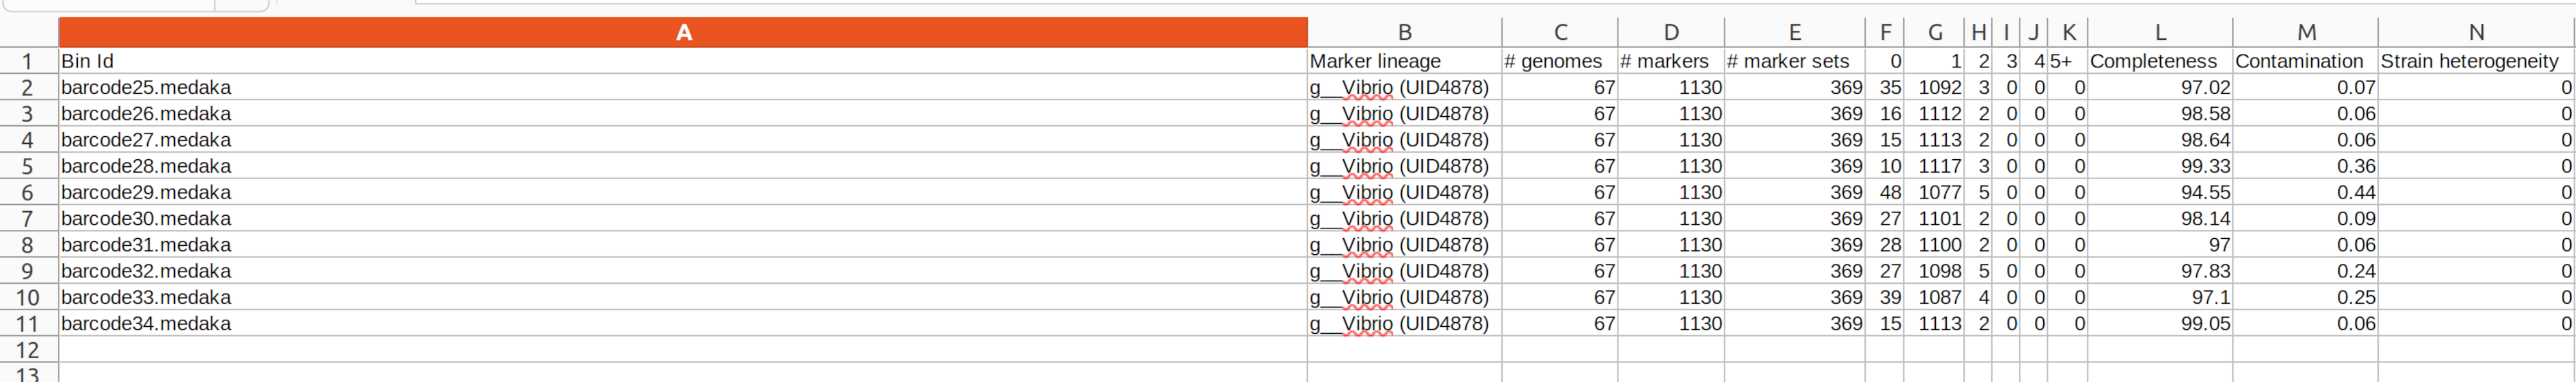 A B C D E F G H I J K L M N
1 Bin Id Marker lineage # genomes # markers # marker sets 0 1 2 3 4 5+ Completeness Contamination Strain heterogeneity
2 barcode25.medaka g__Vibrio (UID4878) 67 1130 369 35 1092 3 0 0 0 97.02 0.07 0
3 barcode26.medaka g__Vibrio (UID4878) 67 1130 369 16 1112 2 0 0 0 98.58 0.06 0
4 barcode27.medaka g__Vibrio (UID4878) 67 1130 369 15 1113 2 0 0 0 98.64 0.06 0
5 barcode28.medaka g__Vibrio (UID4878) 67 1130 369 10 1117 3 0 0 0 99.33 0.36 0
6 barcode29.medaka g__Vibrio (UID4878) 67 1130 369 48 1077 5 0 0 0 94.55 0.44 0
7 barcode30.medaka g__Vibrio (UID4878) 67 1130 369 27 1101 2 0 0 0 98.14 0.09 0
8 barcode31.medaka g__Vibrio (UID4878) 67 1130 369 28 1100 2 0 0 0 97 0.06 0
9 barcode32.medaka g__Vibrio (UID4878) 67 1130 369 27 1098 5 0 0 0 97.83 0.24 0
10 barcode33.medaka g__Vibrio (UID4878) 67 1130 369 39 1087 4 0 0 0 97.1 0.25 0
11 barcode34.medaka g__Vibrio (UID4878) 67 1130 369 15 1113 2 0 0 0 99.05 0.06 0
12
13